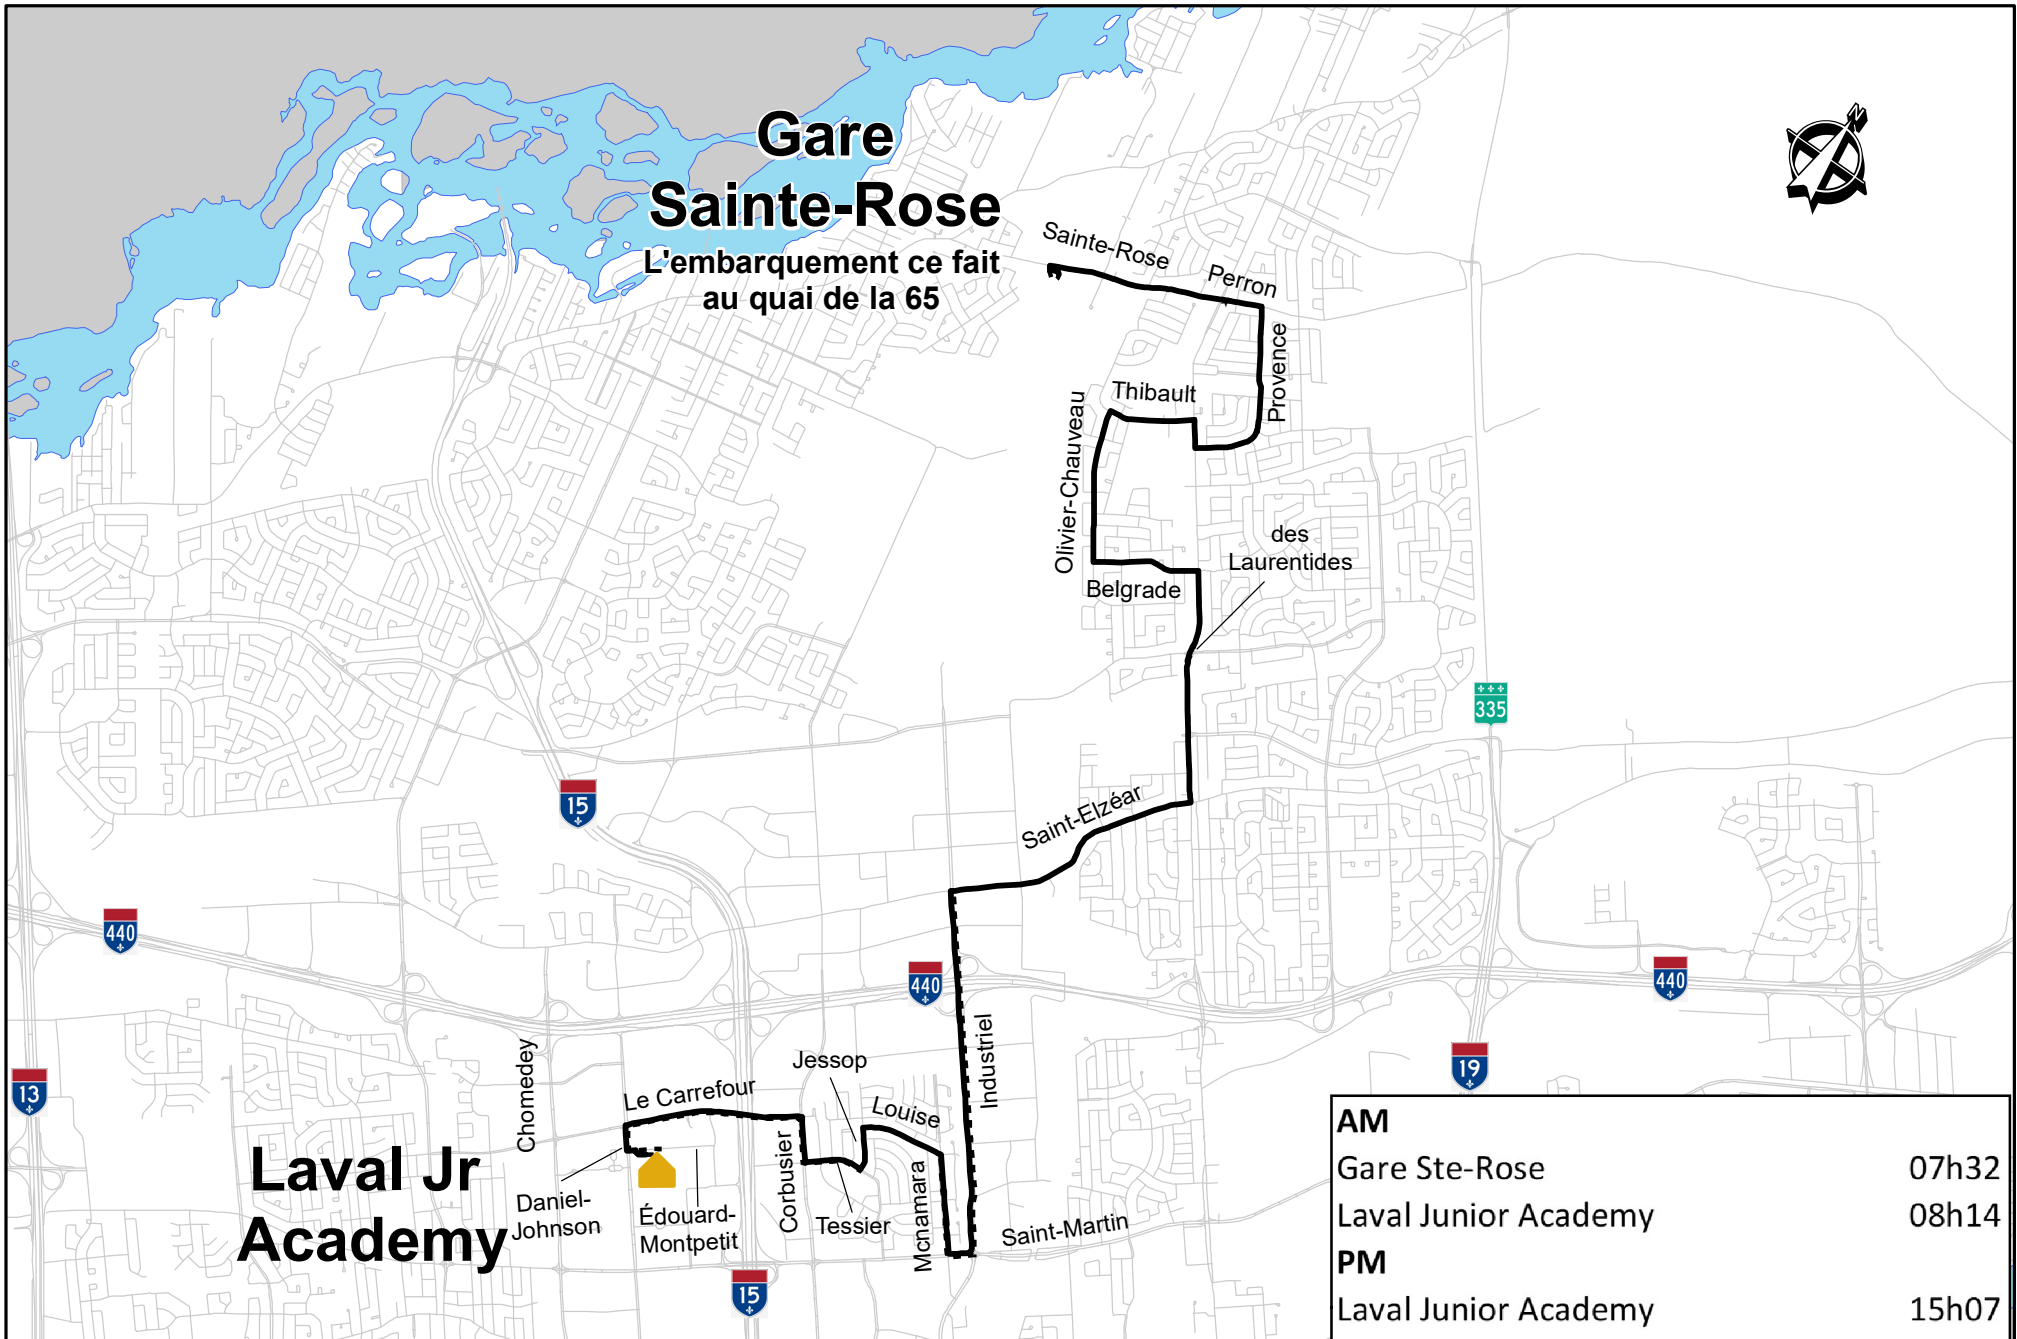 Gare
Sainte-Rose
L'embarquement ce fait
au quai de la 65
N
Sainte-Rose
Perron
Provence
Thibault
Olivier-Chauveau
des
Laurentides
Belgrade
335
Saint-Elzéar
15
440
440
440
Industriel
19
13
Chomedey
Jessop
Le Carrefour
Louise
Laval Jr
Academy
Daniel-
Johnson
Édouard-
Montpetit
Corbusier
Tessier
Mcnamara
Saint-Martin
15
AM
Gare Ste-Rose 07h32
Laval Junior Academy 08h14
PM
Laval Junior Academy 15h07